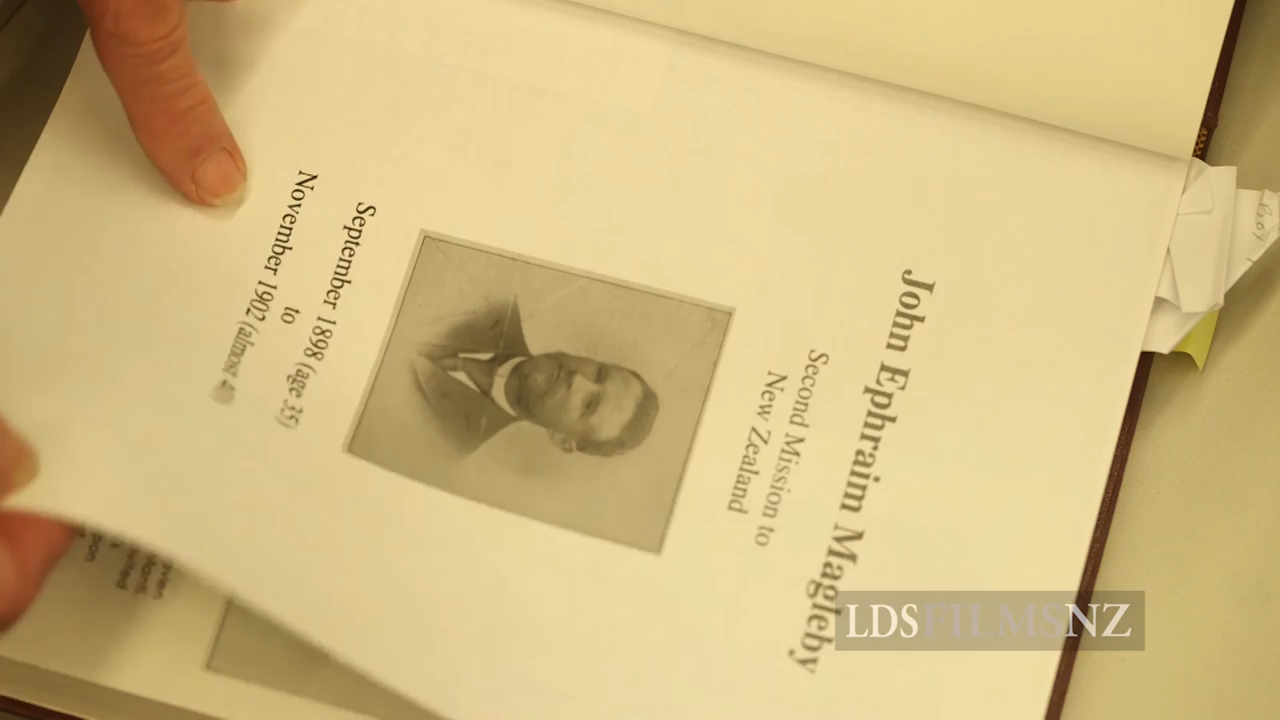 John Ephraim Magleby
Second Mission to
New Zealand
September 1898 (age 35)
to
November 1902 (almost
LDSFILMSNZ